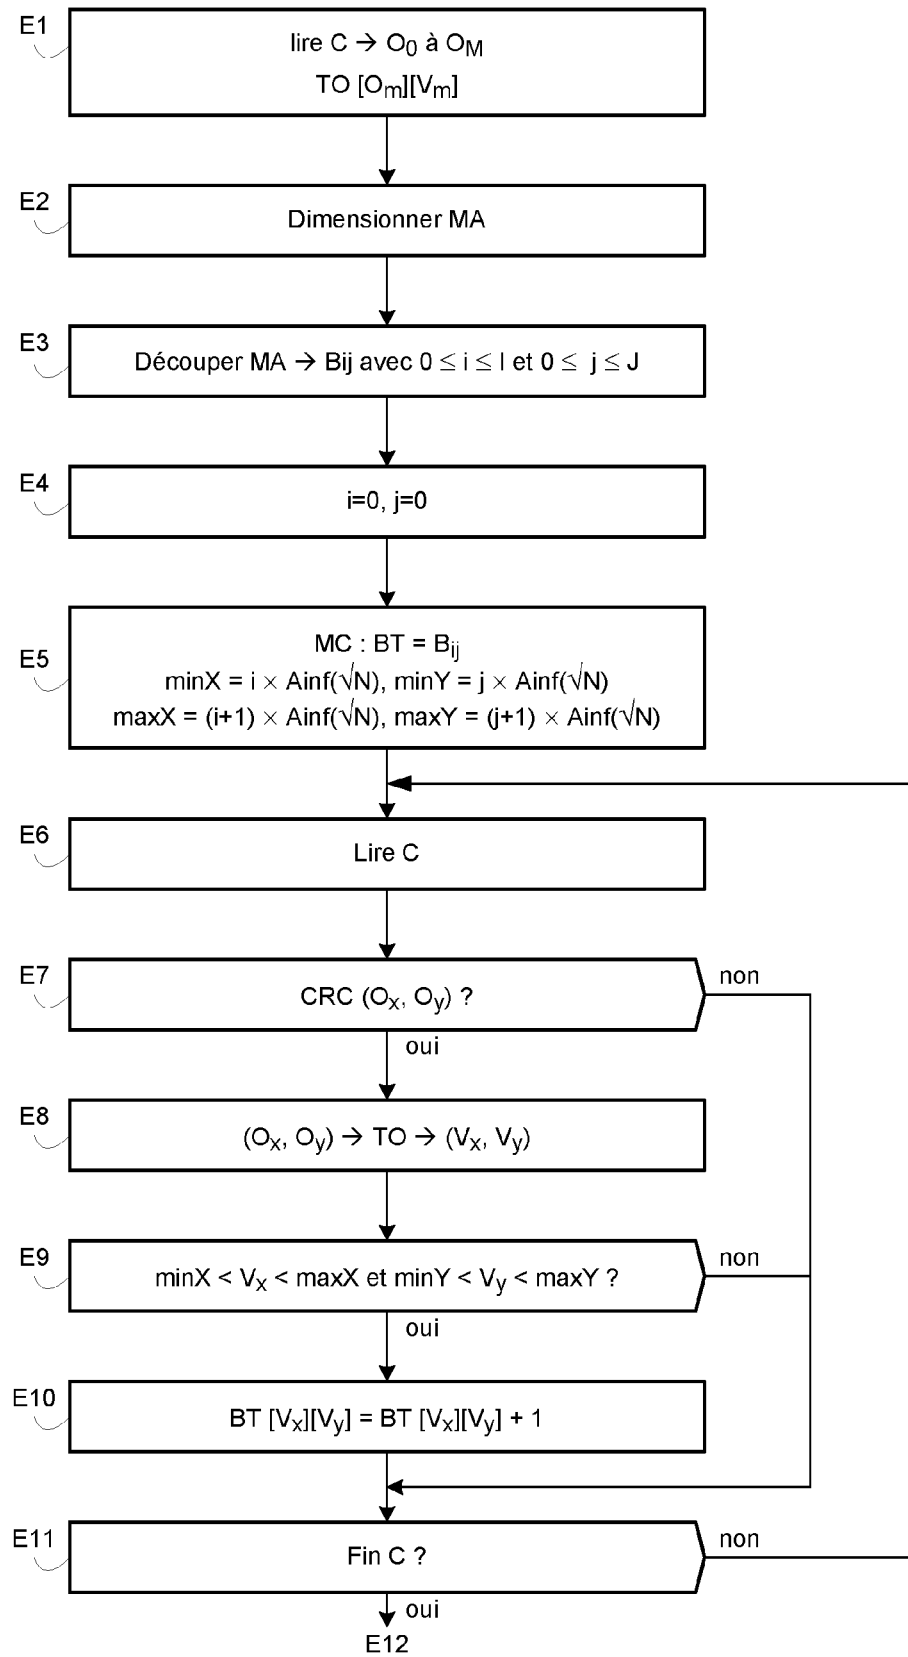 E1
lire C → O0 à OM
TO [Om][Vm]
E2
Dimensionner MA
E3
Découper MA → Bij avec 0 ≤ i ≤ I et 0 ≤ j ≤ J
E4
i=0, j=0
E5
MC : BT = Bij
minX = i × Ainf(√N), minY = j × Ainf(√N)
maxX = (i+1) × Ainf(√N), maxY = (j+1) × Ainf(√N)
E6
Lire C
E7
CRC (Ox, Oy) ?
non
oui
E8
(Ox, Oy) → TO → (Vx, Vy)
E9
minX < Vx < maxX et minY < Vy < maxY ?
non
oui
E10
BT [Vx][Vy] = BT [Vx][Vy] + 1
E11
Fin C ?
non
oui
E12